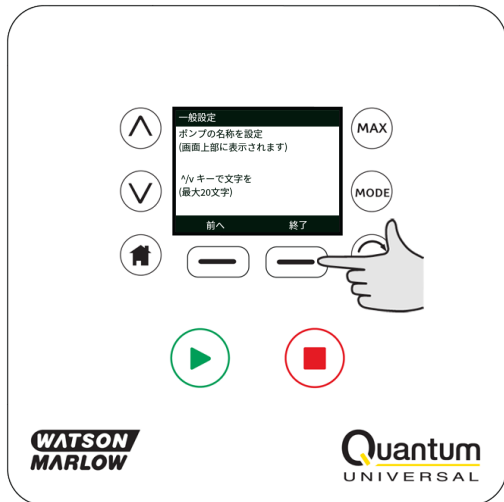 一般設定
ポンプの名称を設定
(画面上部に表示されます)
^/v キーで文字を
(最大20文字)
前へ 終了
MAX
MODE
WATSON
MARLOW
Quantum
UNIVERSAL